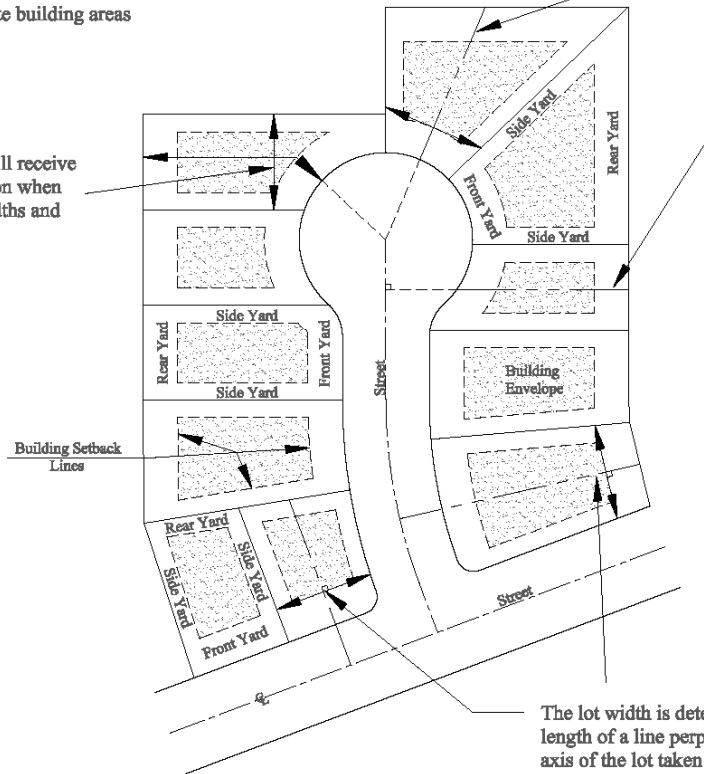 te building areas
ll receive
on when
dths and
Side Yard
Rear Yard
Front Yard
Side Yard
Side Yard
Rear Yard
Front Yard
Side Yard
Street
Building
Envelope
Building Setback
Lines
Rear Yard
Side Yard
Side Yard
Front Yard
Street
The lot width is dete
length of a line perp
axis of the lot taken